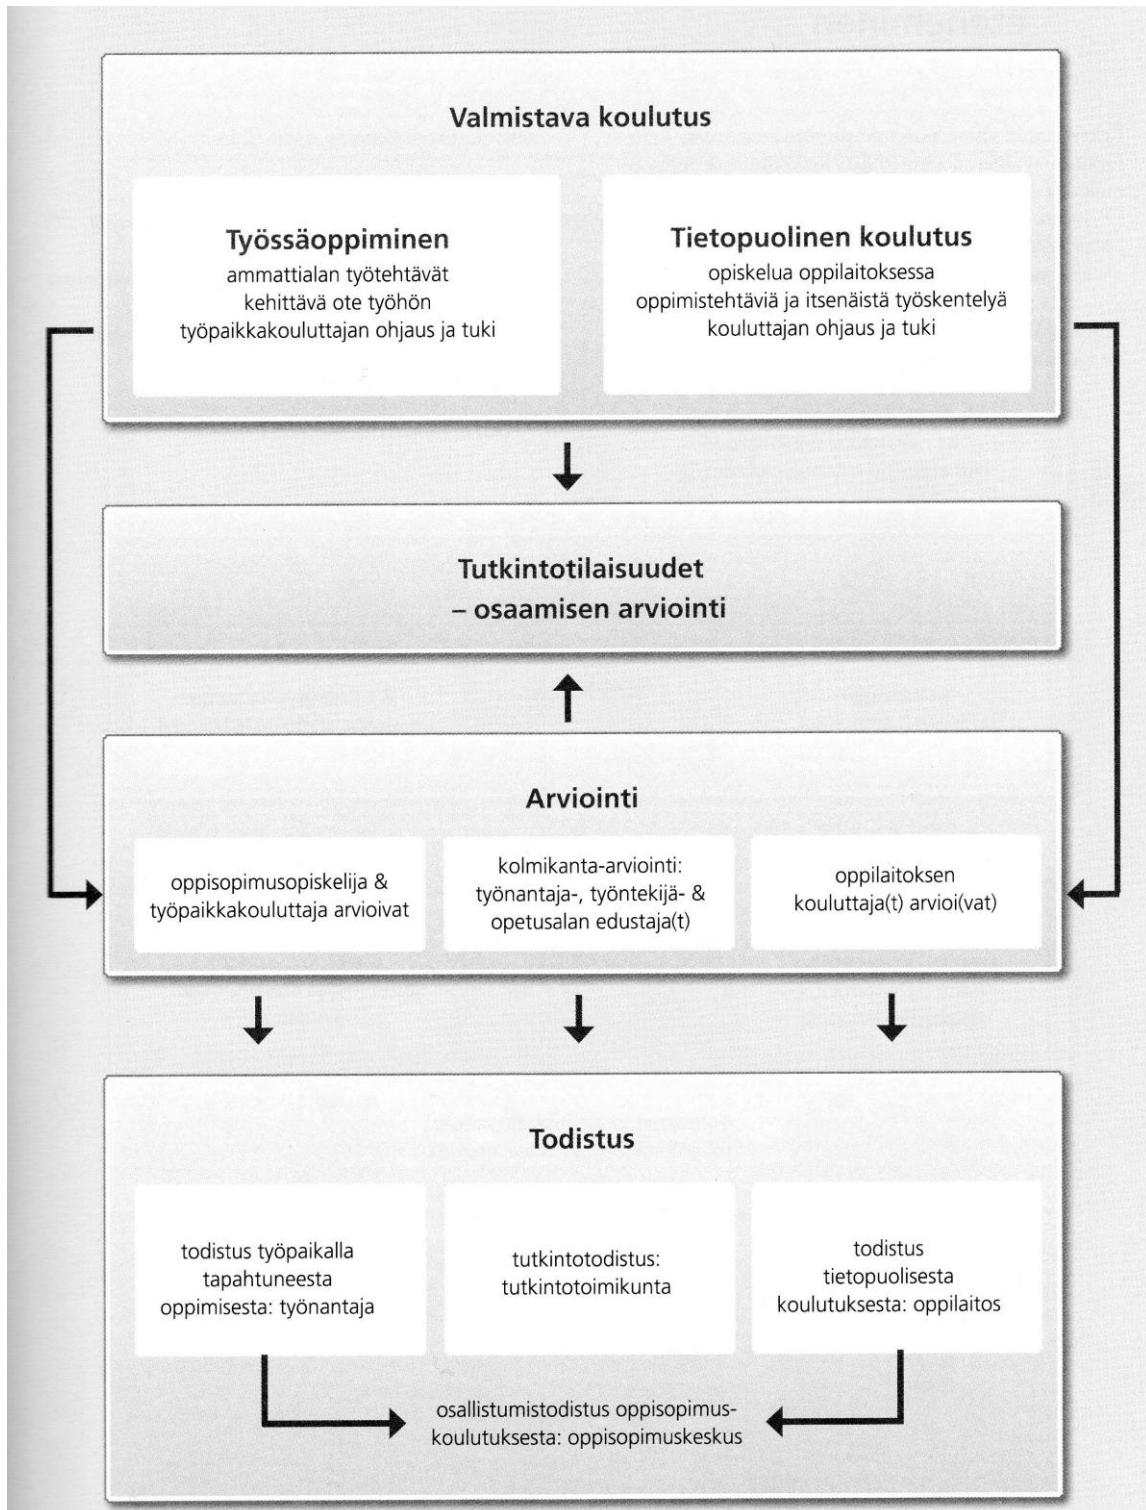 Valmistava koulutus
Työssäoppiminen
ammattialan työtehtävät
kehittävä ote työhön
työpaikkakouluttajan ohjaus ja tuki
Tietopuolinen koulutus
opiskelua oppilaitoksessa
oppimistehtäviä ja itsenäistä työskentelyä
kouluttajan ohjaus ja tuki
Tutkintotilaisuudet
– osaamisen arviointi
Arviointi
oppisopimusopiskelija &
työpaikkakouluttaja arvioivat
kolmikanta-arviointi:
työnantaja-, työntekijä- &
opetusalan edustaja(t)
oppilaitoksen
kouluttaja(t) arvioi(vat)
Todistus
todistus työpaikalla
tapahtuneesta
oppimisesta: työnantaja
tutkintotodistus:
tutkintotoimikunta
todistus
tietopuolisesta
koulutuksesta: oppilaitos
osallistumistodistus oppisopimus-
koulutuksesta: oppisopimuskeskus